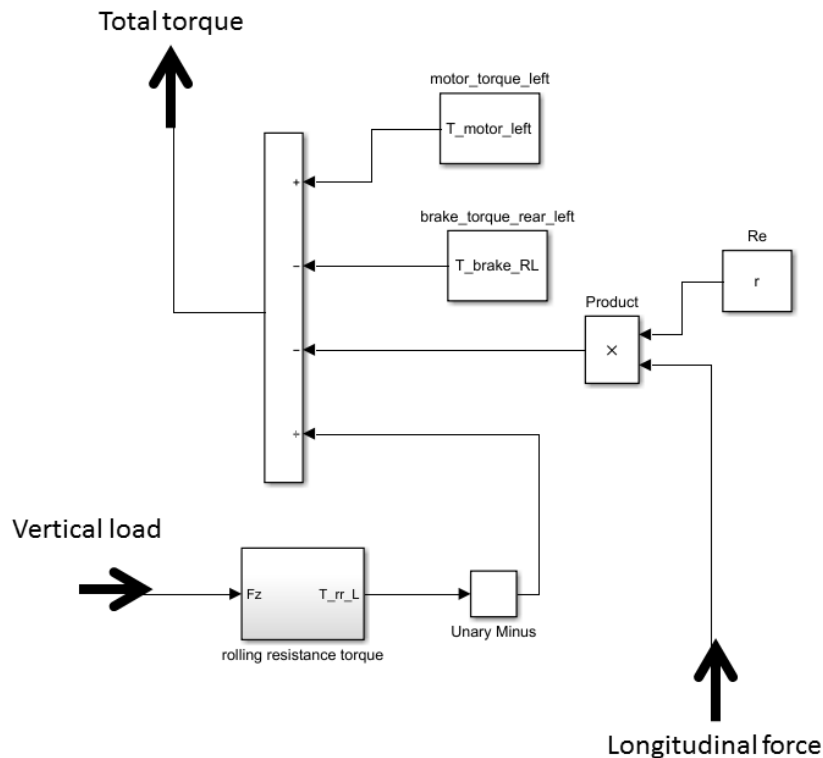 Total torque
motor_torque_left
T_motor_left
+
brake_torque_rear_left
−
T_brake_RL
Re
r
Product
−
×
+
Vertical load
Fz
T_rr_L
Unary Minus
rolling resistance torque
Longitudinal force